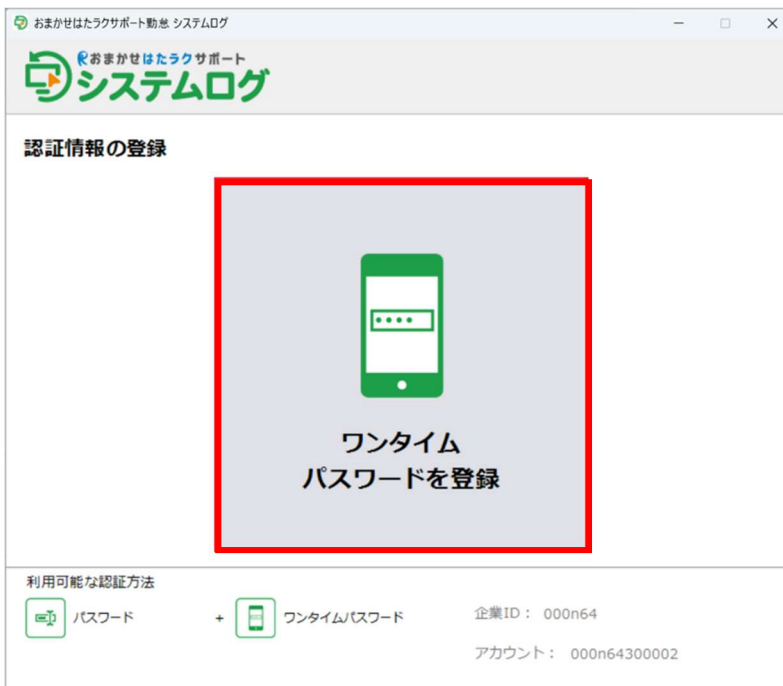 おまかせはたラクサポート勤怠 システムログ
おまかせはたラクサポート
システムログ
認証情報の登録
ワンタイム
パスワードを登録
利用可能な認証方法
パスワード + ワンタイムパスワード
企業ID： 000n64
アカウント： 000n64300002